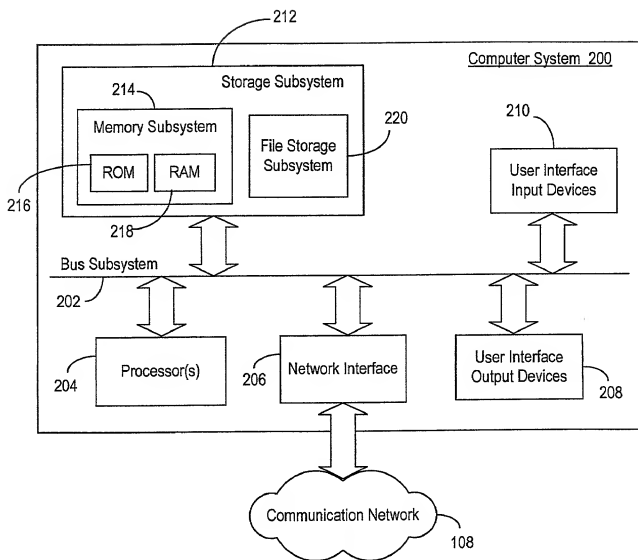 212
Computer System 200
Storage Subsystem
214
Memory Subsystem
220
210
File Storage
Subsystem
ROM
RAM
User Interface
Input Devices
216
218
Bus Subsystem
202
Processor(s)
204
Network Interface
206
User Interface
Output Devices
208
Communication Network
108